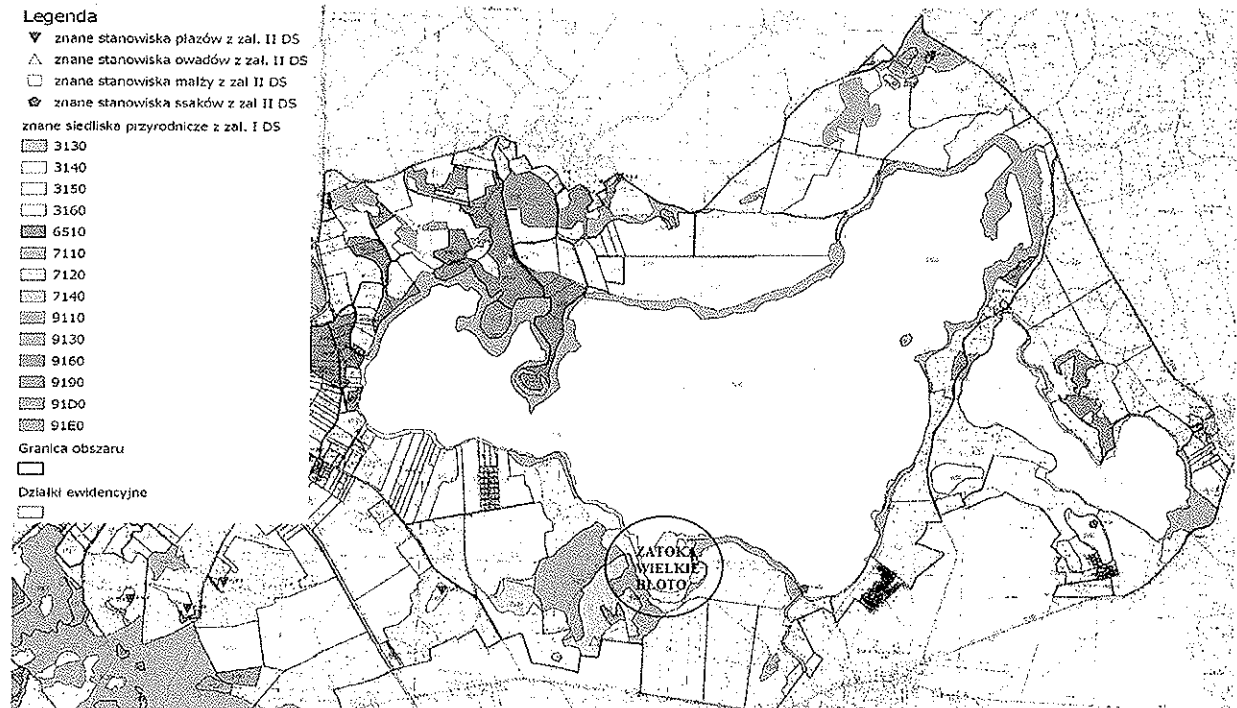 Legenda
znane stanowiska płazów z zał. II DS
znane stanowiska owadów z zał. II DS
znane stanowiska małży z zał II DS
znane stanowiska ssaków z zał II DS
znane siedliska przyrodnicze z zał. I DS
3130
3140
3150
3160
6510
7110
7120
7140
9110
9130
9160
9190
91D0
91E0
Granica obszaru
Działki ewidencyjne
ZATOKA
WIELKIE
BŁOTO